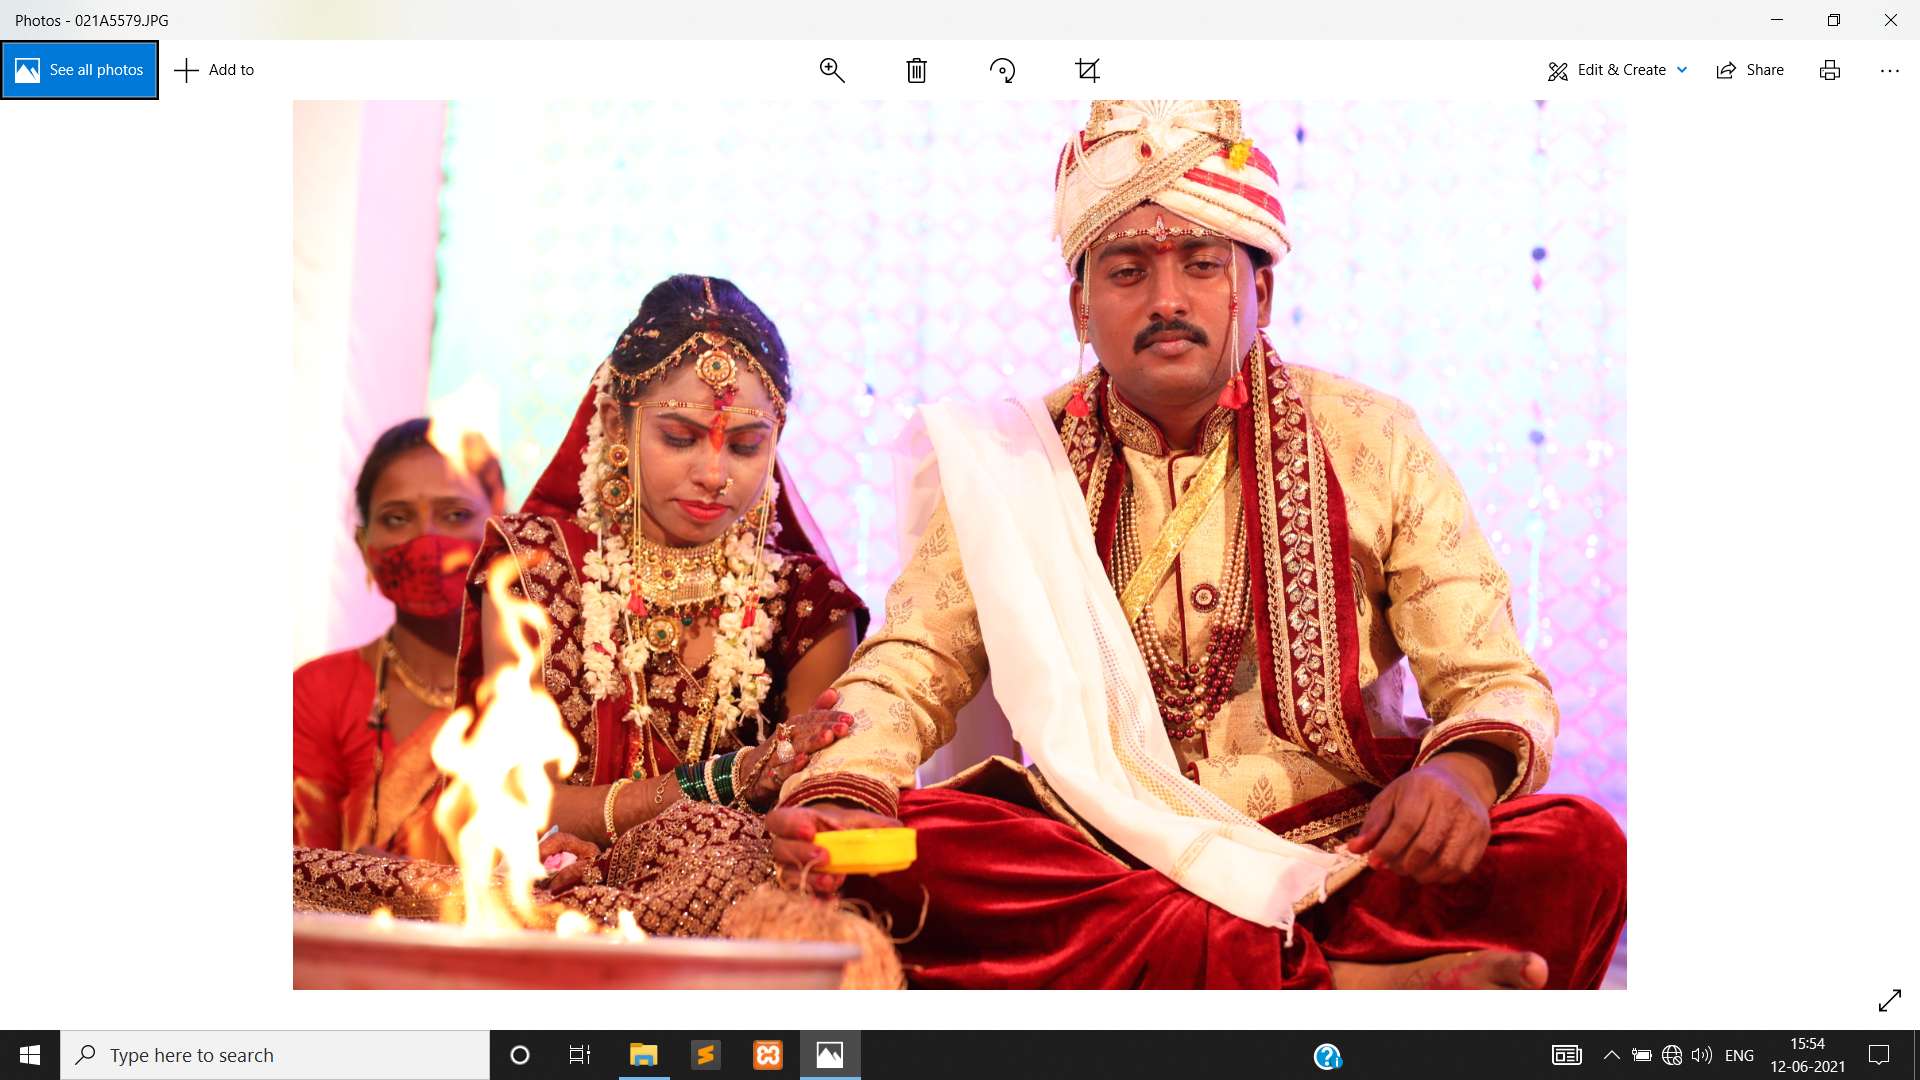 Photos - 021A5579.JPG
See all photos
Add to
Edit & Create
Share
Type here to search
ENG
15:54
12-06-2021